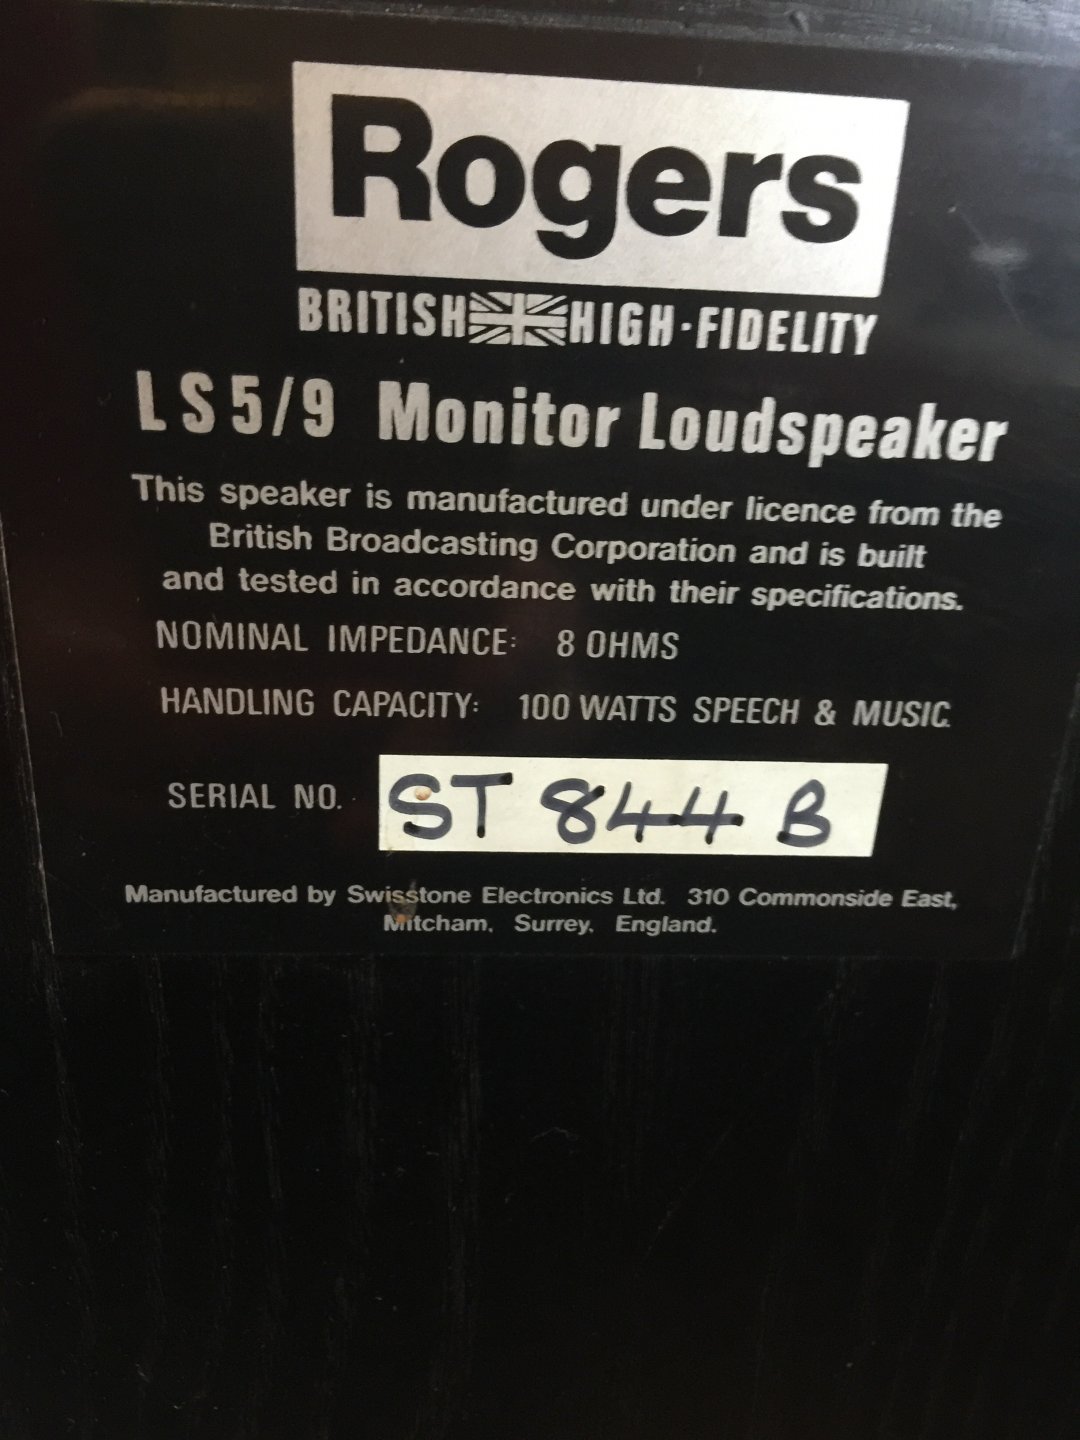 Rogers
BRITISH HIGH·FIDELITY
LS5/9 Monitor Loudspeaker
This speaker is manufactured under licence from the
British Broadcasting Corporation and is built
and tested in accordance with their specifications.
NOMINAL IMPEDANCE: 8 OHMS
HANDLING CAPACITY: 100 WATTS SPEECH & MUSIC
SERIAL NO. ST 844 B
Manufactured by Swisstone Electronics Ltd. 310 Commonside East,
Mitcham, Surrey, England.